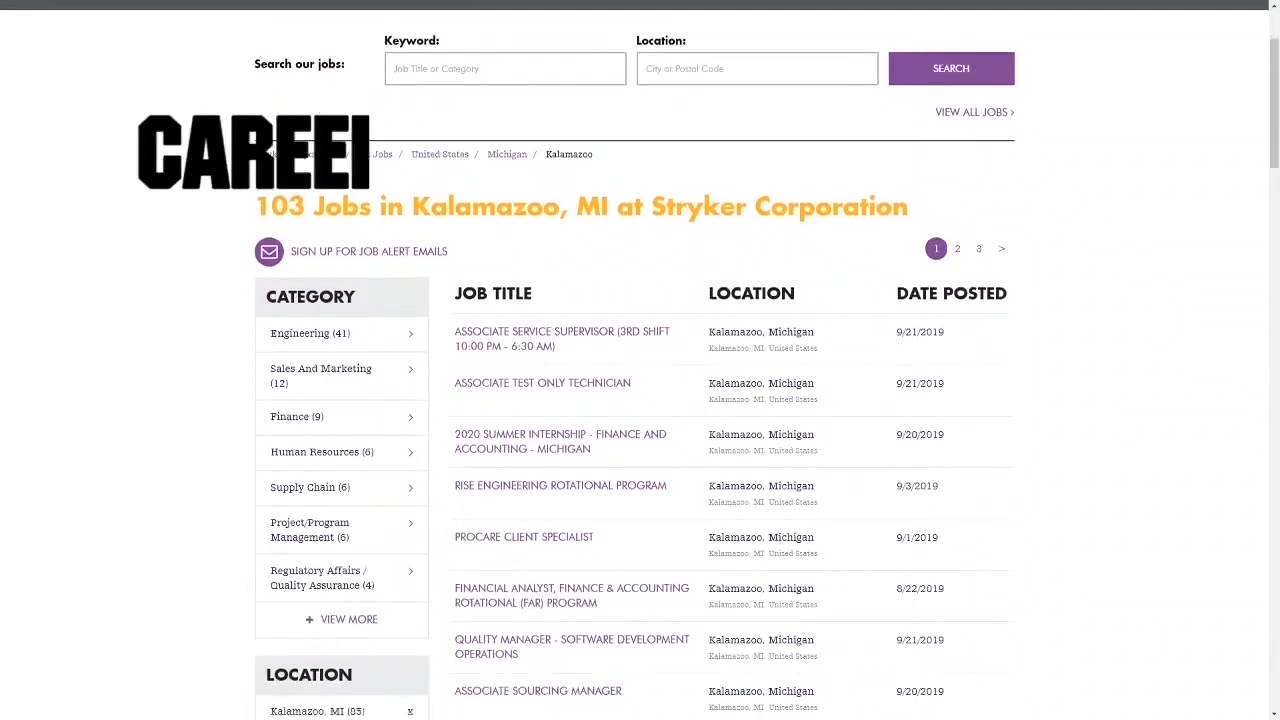 Keyword:
Location:
Search our jobs:
Job Title or Category
City or Postal Code
SEARCH
VIEW ALL JOBS >
CAREEI
Jobs / United States / Michigan / Kalamazoo
103 Jobs in Kalamazoo, MI at Stryker Corporation
SIGN UP FOR JOB ALERT EMAILS
1 2 3 >
CATEGORY
Engineering (41)
Sales And Marketing
(12)
Finance (9)
Human Resources (6)
Supply Chain (6)
Project/Program
Management (6)
Regulatory Affairs /
Quality Assurance (4)
+ VIEW MORE
LOCATION
Kalamazoo, MI (85) x
JOB TITLE LOCATION DATE POSTED
ASSOCIATE SERVICE SUPERVISOR (3RD SHIFT Kalamazoo, Michigan 9/21/2019
10:00 PM - 6:30 AM) Kalamazoo, MI, United States
ASSOCIATE TEST ONLY TECHNICIAN Kalamazoo, Michigan 9/21/2019
Kalamazoo, MI, United States
2020 SUMMER INTERNSHIP - FINANCE AND Kalamazoo, Michigan 9/20/2019
ACCOUNTING - MICHIGAN Kalamazoo, MI, United States
RISE ENGINEERING ROTATIONAL PROGRAM Kalamazoo, Michigan 9/3/2019
Kalamazoo, MI, United States
PROCARE CLIENT SPECIALIST Kalamazoo, Michigan 9/1/2019
Kalamazoo, MI, United States
FINANCIAL ANALYST, FINANCE & ACCOUNTING Kalamazoo, Michigan 8/22/2019
ROTATIONAL (FAR) PROGRAM Kalamazoo, MI, United States
QUALITY MANAGER - SOFTWARE DEVELOPMENT Kalamazoo, Michigan 9/21/2019
OPERATIONS Kalamazoo, MI, United States
ASSOCIATE SOURCING MANAGER Kalamazoo, Michigan 9/20/2019
Kalamazoo, MI, United States